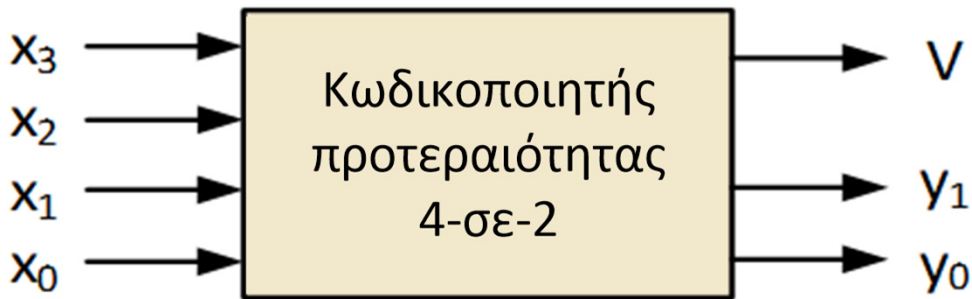 x₃
x₂
x₁
x₀
Κωδικοποιητής
προτεραιότητας
4-σε-2
V
y₁
y₀